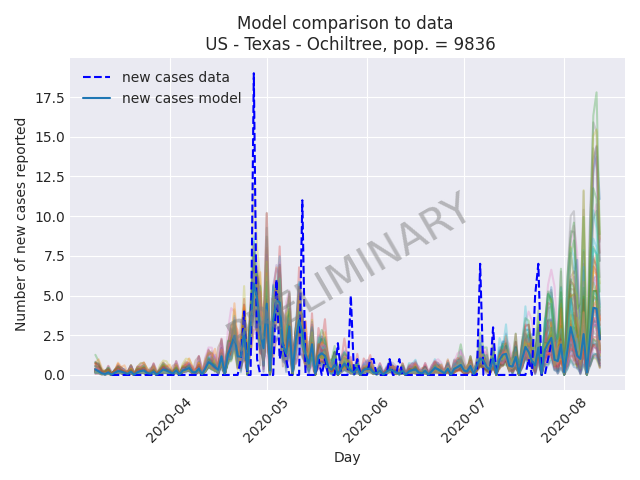 Model comparison to data
US - Texas - Ochiltree, pop. = 9836
new cases data
new cases model
Number of new cases reported
17.5
15.0
12.5
10.0
7.5
5.0
2.5
0.0
PRELIMINARY
2020-04
2020-05
2020-06
2020-07
2020-08
Day